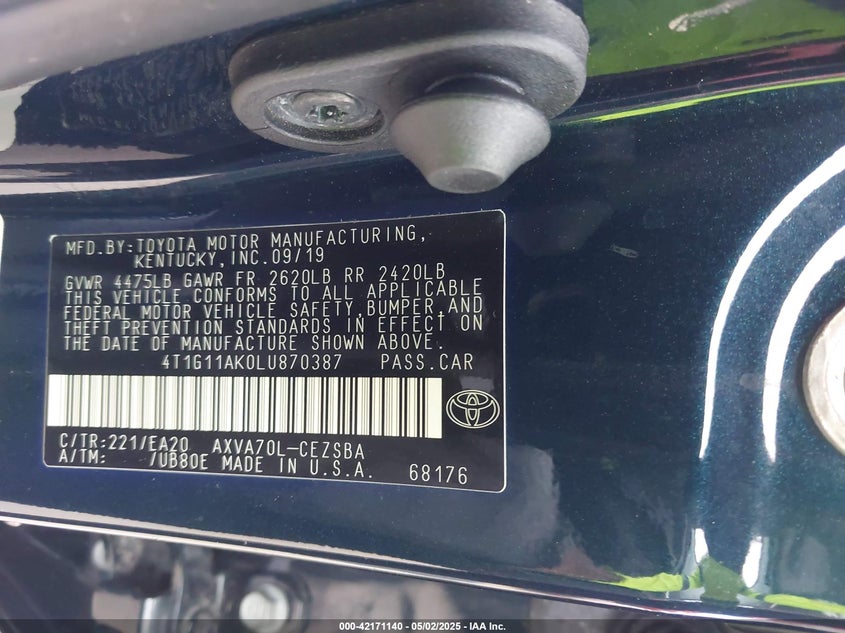 MFD.BY:TOYOTA MOTOR MANUFACTURING,
KENTUCKY,INC.09/19
GVWR 4475LB GAWR FR 2620LB RR 2420LB
THIS VEHICLE CONFORMS TO ALL APPLICABLE
FEDERAL MOTOR VEHICLE SAFETY,BUMPER,AND
THEFT PREVENTION STANDARDS IN EFFECT ON
THE DATE OF MANUFACTURE SHOWN ABOVE.
4T1G11AK0LU870387 PASS.CAR
C/TR:221/EA20 AXVA70L-CEZSBA
A/TM: /UB80E MADE IN U.S.A. 68176
000-42171140 - 05/02/2025 - IAA Inc.